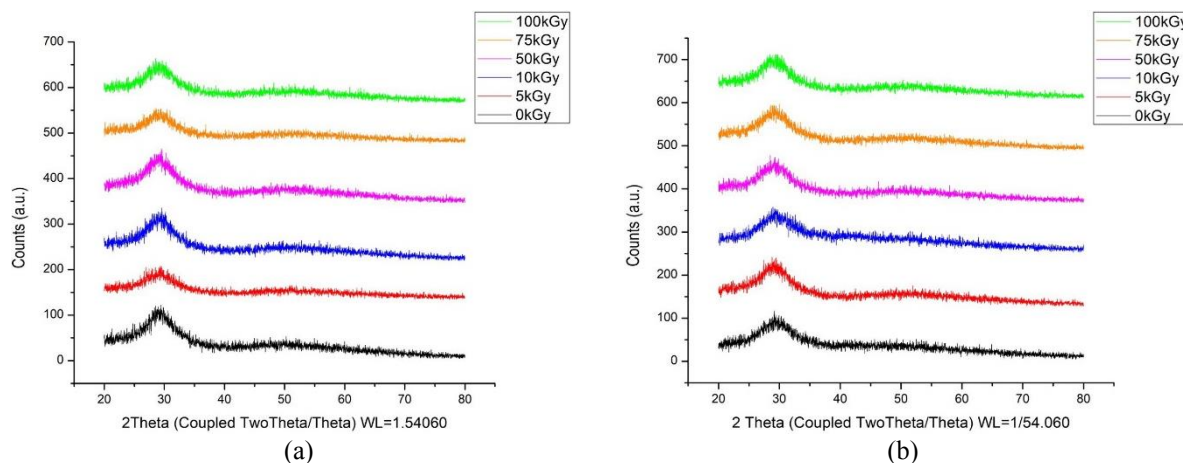 100kGy
75kGy
50kGy
10kGy
5kGy
0kGy
700
600
500
400
300
200
100
0
Counts (a.u.)
20 30 40 50 60 70 80
2Theta (Coupled TwoTheta/Theta) WL=1.54060
(a)
100kGy
75kGy
50kGy
10kGy
5kGy
0kGy
700
600
500
400
300
200
100
0
Counts (a.u.)
20 30 40 50 60 70 80
2 Theta (Coupled TwoTheta/Theta) WL=1/54.060
(b)